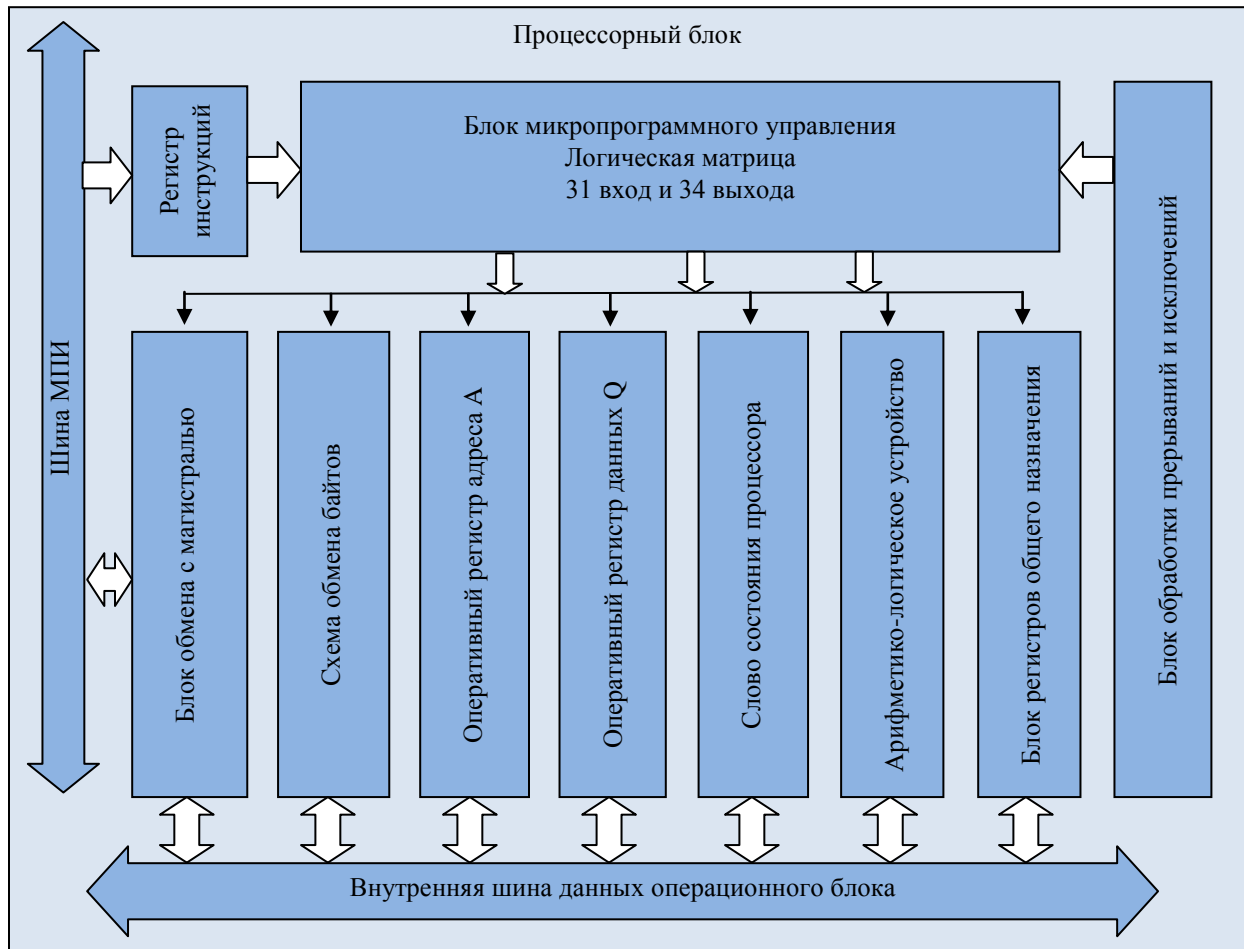 Процессорный блок
Шина МПИ
Регистр
инструкций
Блок микропрограммного управления
Логическая матрица
31 вход и 34 выхода
Блок обмена с магистралью
Схема обмена байтов
Оперативный регистр адреса А
Оперативный регистр данных Q
Слово состояния процессора
Арифметико-логическое устройство
Блок регистров общего назначения
Блок обработки прерываний и исключений
Внутренняя шина данных операционного блока